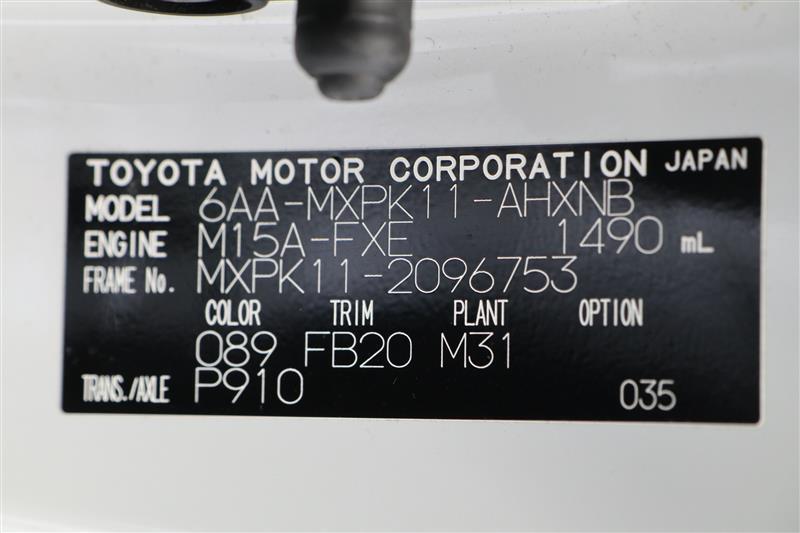 TOYOTA MOTOR CORPORATION JAPAN
MODEL 6AA-MXPK11-AHXNB
ENGINE M15A-FXE 1490 mL
FRAME No. MXPK11-2096753
COLOR TRIM PLANT OPTION
089 FB20 M31
TRANS./AXLE P910 035